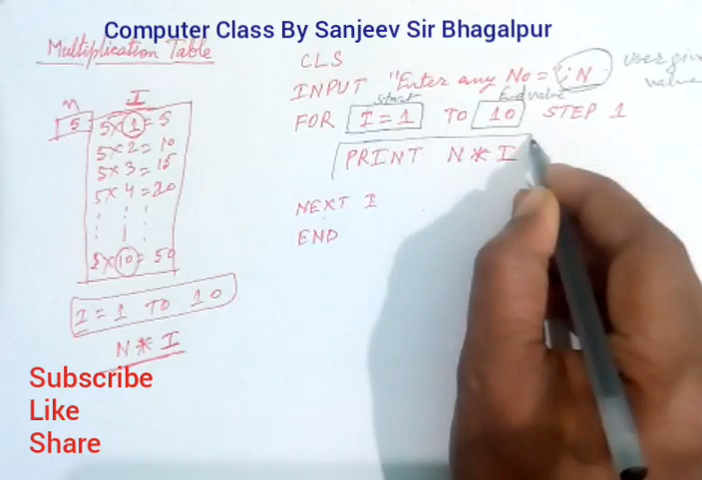 Computer Class By Sanjeev Sir Bhagalpur
Multiplication Table
n
I
5
5 × 1 = 5
5 × 2 = 10
5 × 3 = 15
5 × 4 = 20
5 × 10 = 50
I = 1 TO 10
N * I
Subscribe
Like
Share
CLS
INPUT "Enter any No = "; N
user given
value
Start
End value
FOR I = 1 TO 10 STEP 1
PRINT N * I
NEXT I
END